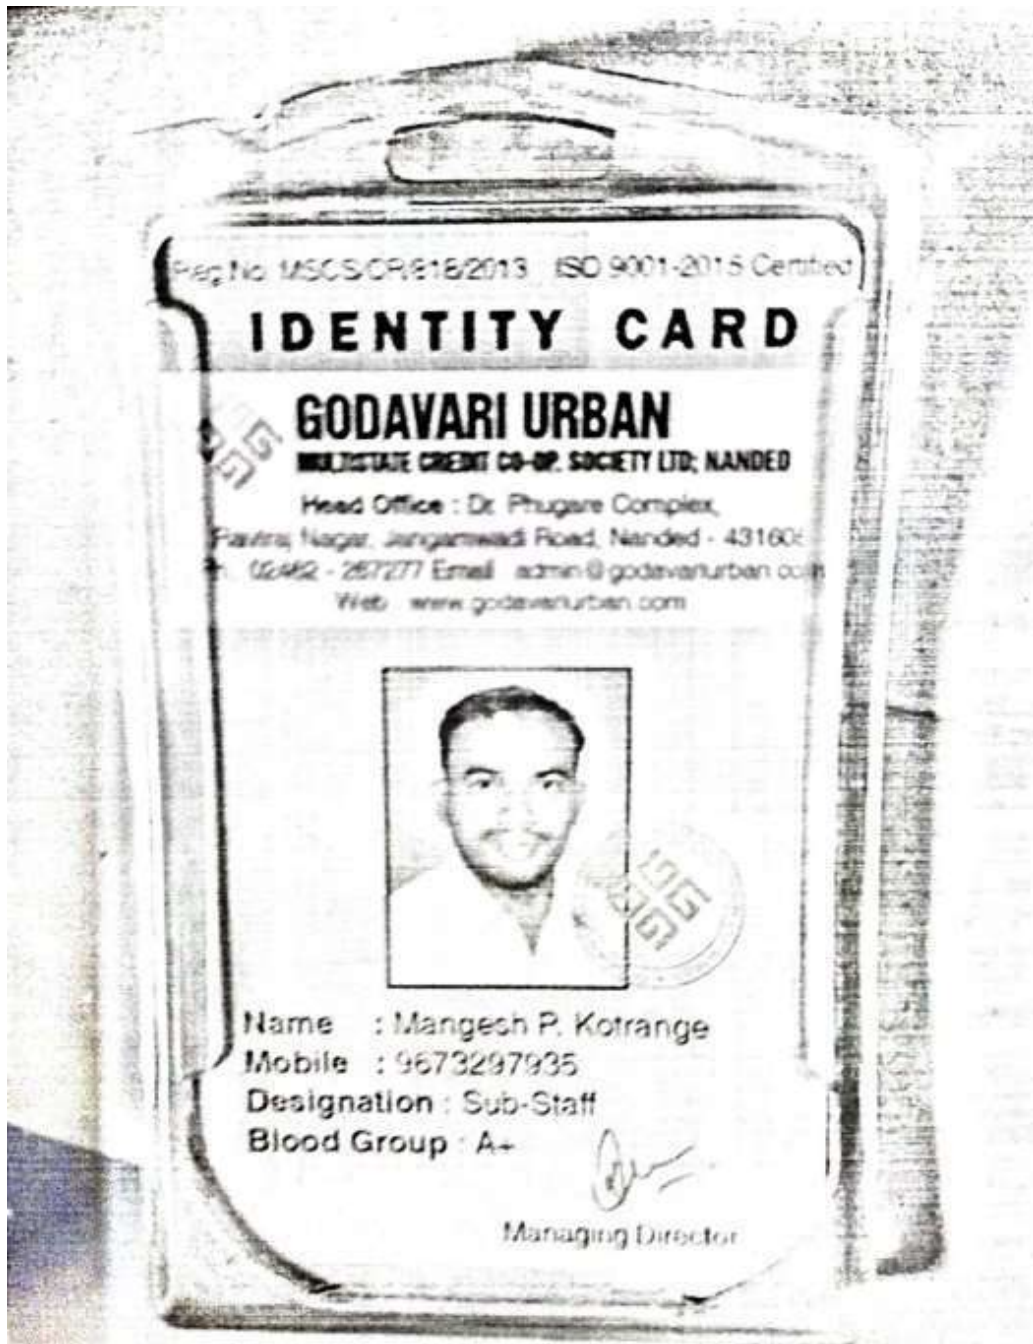 Reg No. MSCS/CR/818/2013 ISO 9001-2015 Certified
IDENTITY CARD
GODAVARI URBAN
MULTISTATE CREDIT CO-OP. SOCIETY LTD; NANDED
Head Office : Dr. Phugare Complex,
Raviraj Nagar, Jangamwadi Road, Nanded -
02462 - 267277 Email admin@godavariurban.com
Web www.godavariurban.com
Name : Mangesh P. Kotrange
Mobile : 9673297935
Designation : Sub-Staff
Blood Group : A+
Managing Director